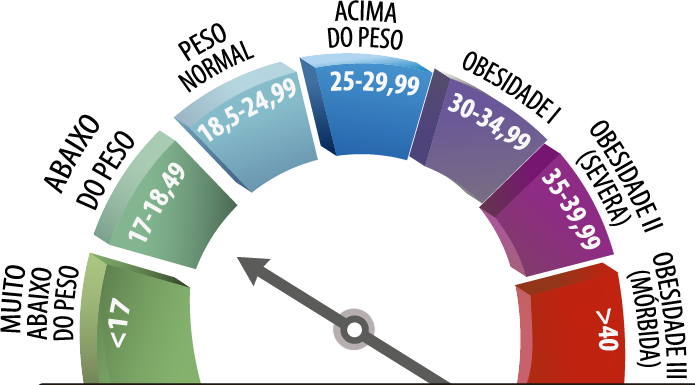 MUITO
ABAIXO
DO PESO
<17
ABAIXO
DO PESO
17-18,49
PESO
NORMAL
18,5-24,99
ACIMA
DO PESO
25-29,99
OBESIDADE I
30-34,99
OBESIDADE II
(SEVERA)
35-39,99
OBESIDADE III
(MÓRBIDA)
>40